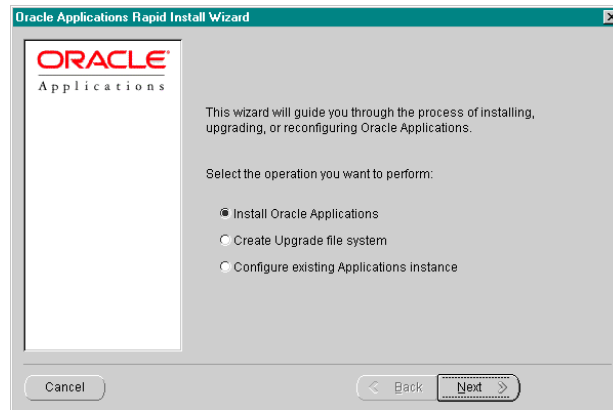 Oracle Applications Rapid Install Wizard
ORACLE
Applications
This wizard will guide you through the process of installing,
upgrading, or reconfiguring Oracle Applications.
Select the operation you want to perform:
Install Oracle Applications
Create Upgrade file system
Configure existing Applications instance
Cancel
Back
Next